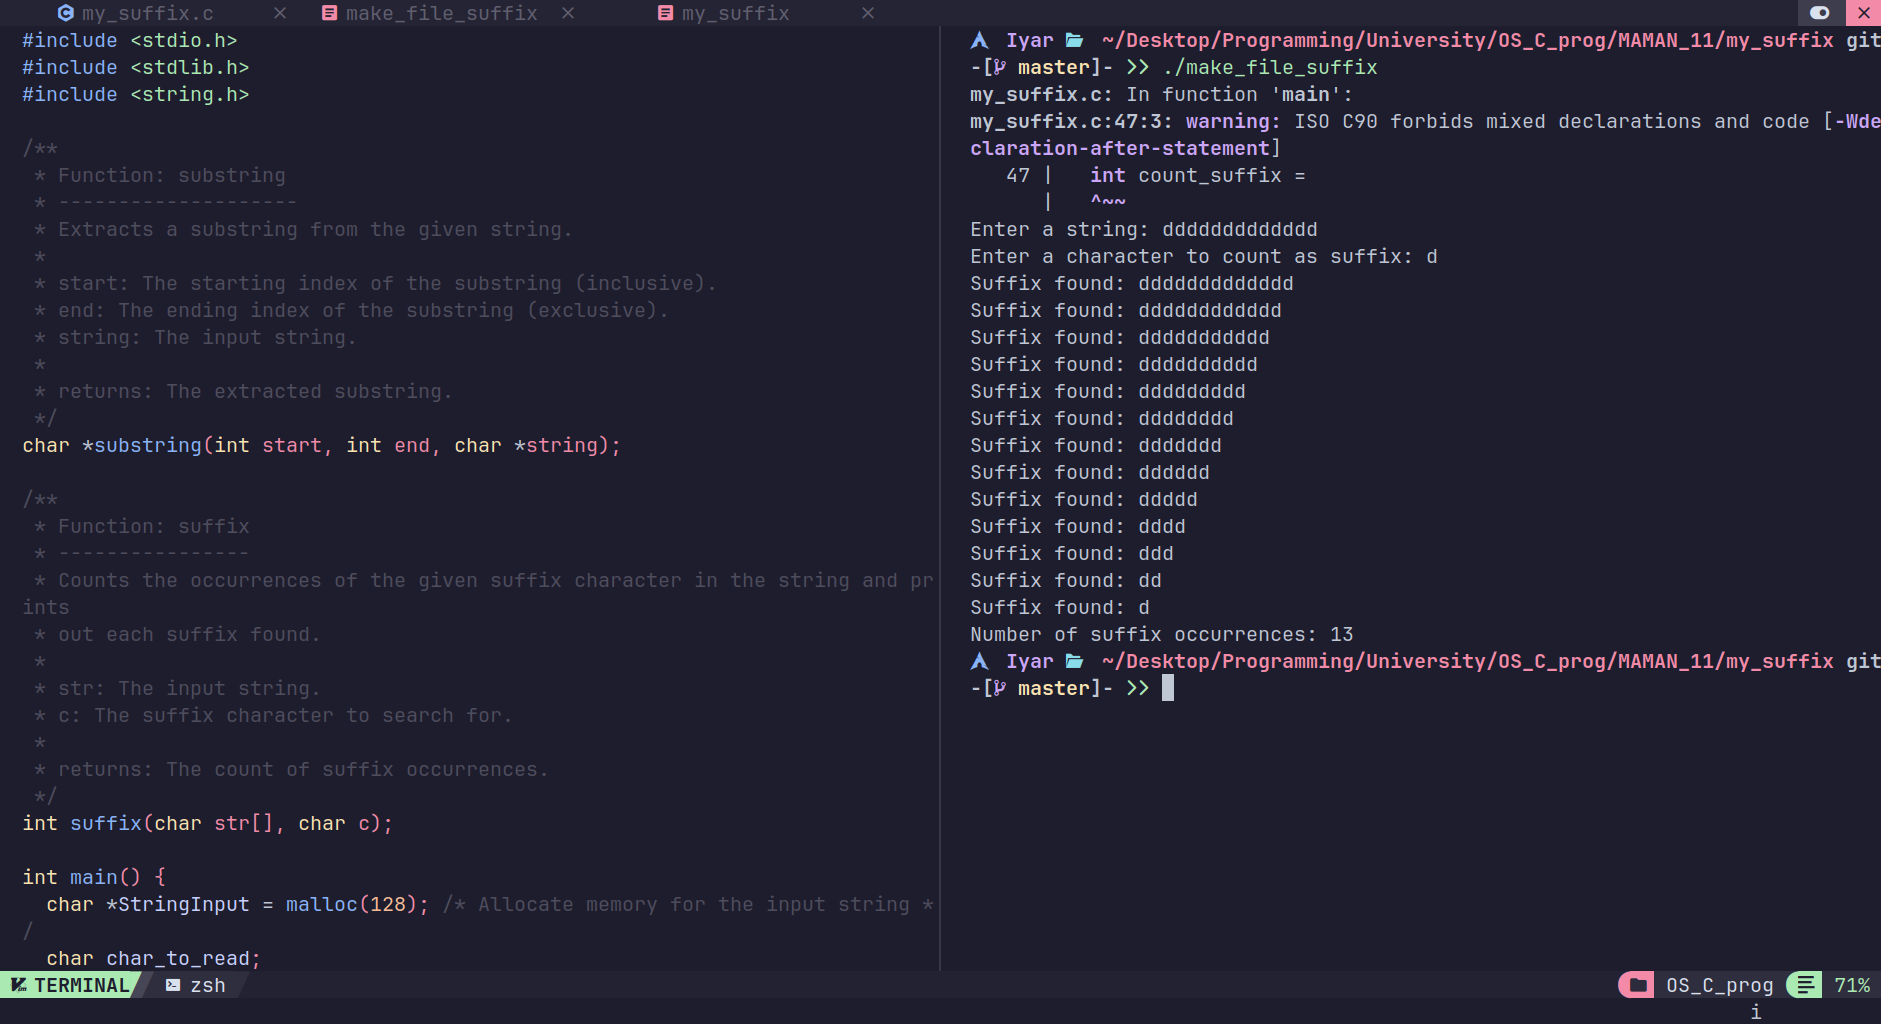 my_suffix.c × make_file_suffix × my_suffix × ×
#include <stdio.h>
#include <stdlib.h>
#include <string.h>
/**
 * Function: substring
 * --------------------
 * Extracts a substring from the given string.
 *
 * start: The starting index of the substring (inclusive).
 * end: The ending index of the substring (exclusive).
 * string: The input string.
 *
 * returns: The extracted substring.
 */
char *substring(int start, int end, char *string);
/**
 * Function: suffix
 * ----------------
 * Counts the occurrences of the given suffix character in the string and pr
ints
 * out each suffix found.
 *
 * str: The input string.
 * c: The suffix character to search for.
 *
 * returns: The count of suffix occurrences.
 */
int suffix(char str[], char c);
int main() {
  char *StringInput = malloc(128); /* Allocate memory for the input string *
/
  char char_to_read;
Iyar ~/Desktop/Programming/University/OS_C_prog/MAMAN_11/my_suffix git
-[ master]- >> ./make_file_suffix
my_suffix.c: In function 'main':
my_suffix.c:47:3: warning: ISO C90 forbids mixed declarations and code [-Wde
claration-after-statement]
   47 |   int count_suffix =
      |   ^~~
Enter a string: ddddddddddddd
Enter a character to count as suffix: d
Suffix found: ddddddddddddd
Suffix found: dddddddddddd
Suffix found: ddddddddddd
Suffix found: dddddddddd
Suffix found: ddddddddd
Suffix found: dddddddd
Suffix found: ddddddd
Suffix found: dddddd
Suffix found: ddddd
Suffix found: dddd
Suffix found: ddd
Suffix found: dd
Suffix found: d
Number of suffix occurrences: 13
Iyar ~/Desktop/Programming/University/OS_C_prog/MAMAN_11/my_suffix git
-[ master]- >>
TERMINAL zsh OS_C_prog 71%
i